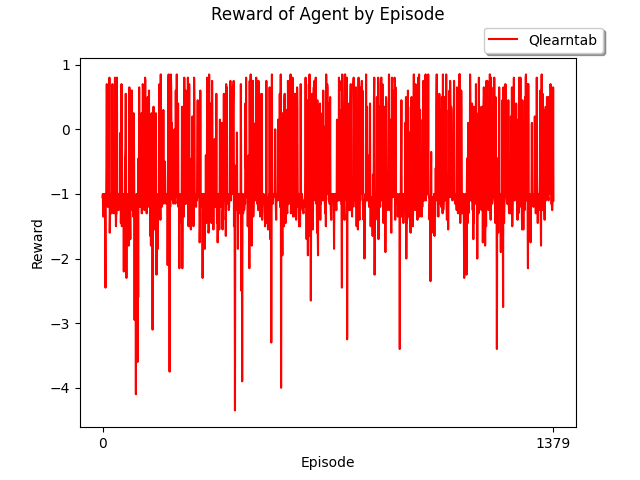 Reward of Agent by Episode
Qlearntab
1
0
−1
−2
−3
−4
Reward
0
1379
Episode